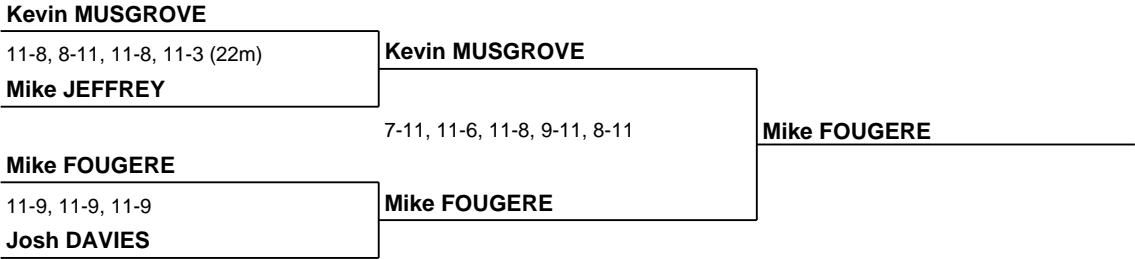 Kevin MUSGROVE
11-8, 8-11, 11-8, 11-3 (22m)
Mike JEFFREY
Kevin MUSGROVE
7-11, 11-6, 11-8, 9-11, 8-11
Mike FOUGERE
Mike FOUGERE
11-9, 11-9, 11-9
Josh DAVIES
Mike FOUGERE